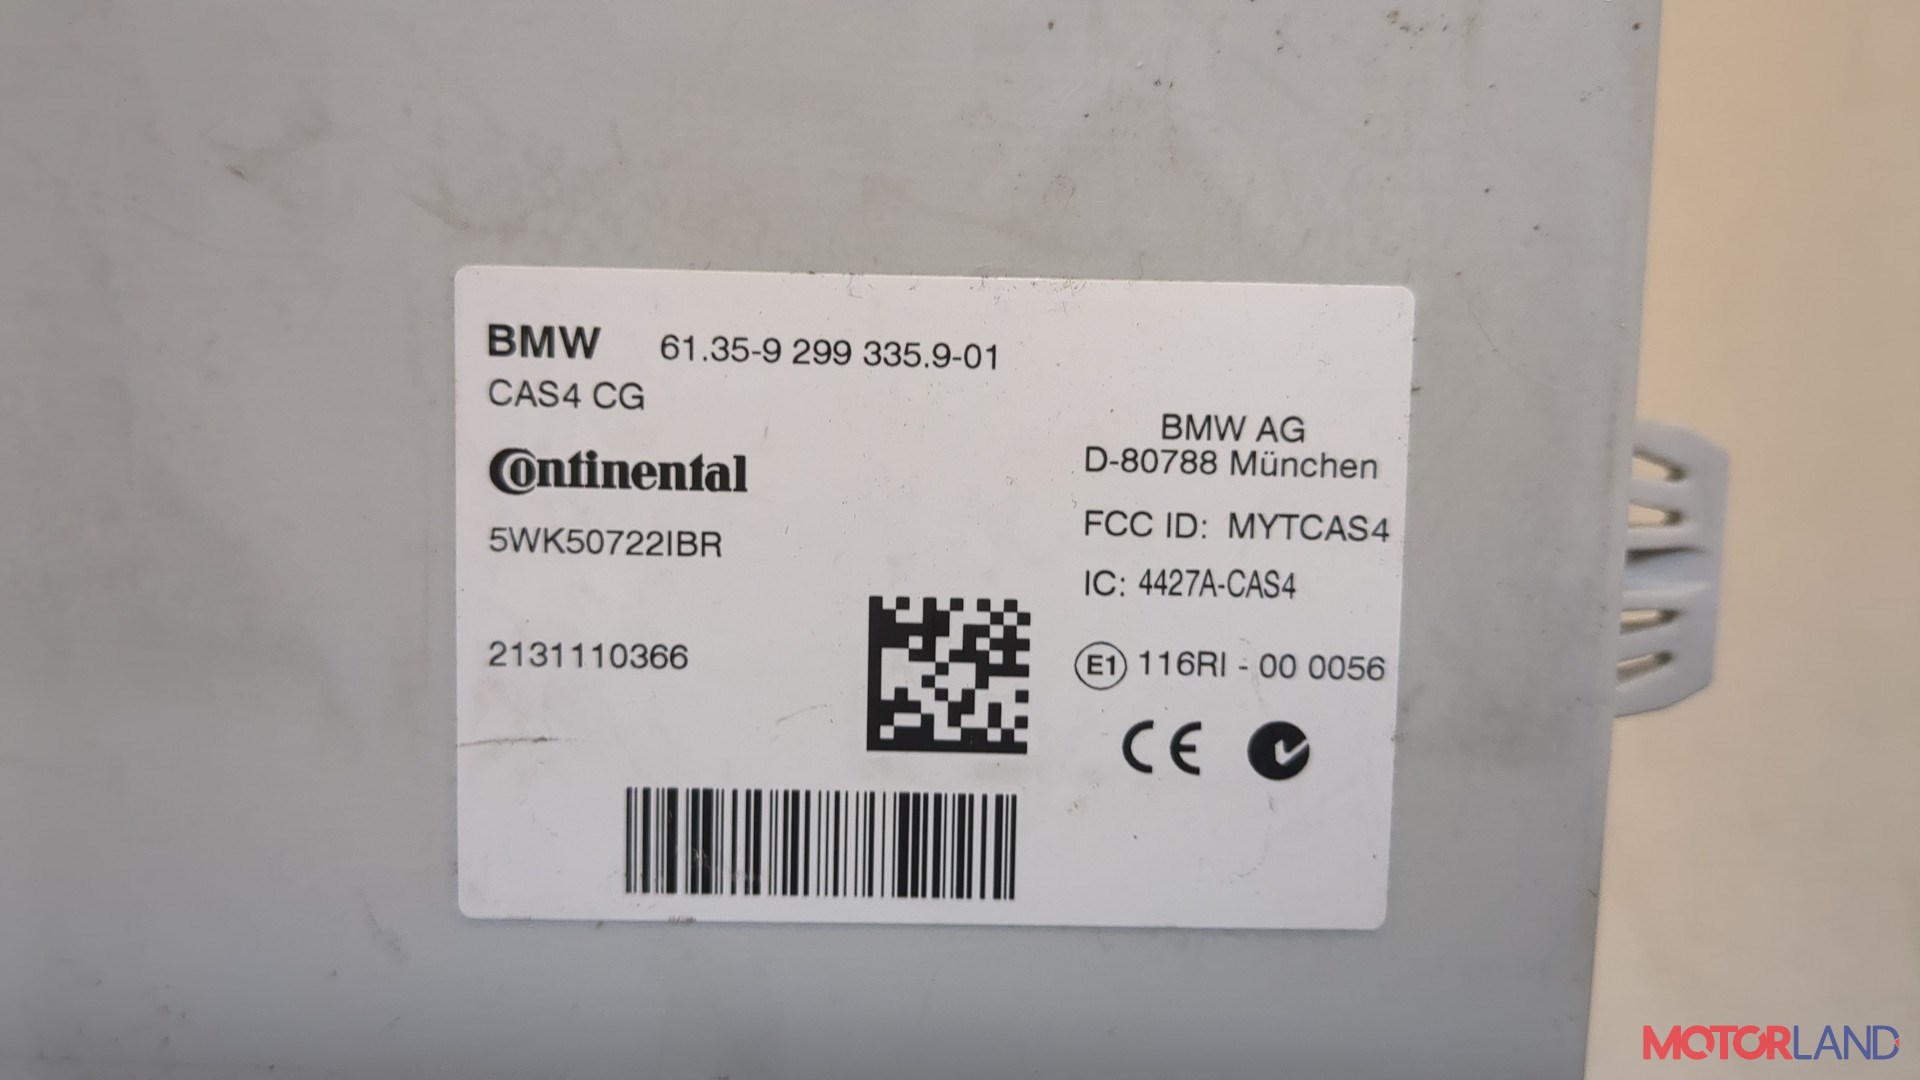 BMW 61.35-9 299 335.9-01
CAS4 CG
Continental
5WK50722IBR
2131110366
BMW AG
D-80788 München
FCC ID: MYTCAS4
IC: 4427A-CAS4
E1 116RI - 00 0056
CE
MOTORLAND